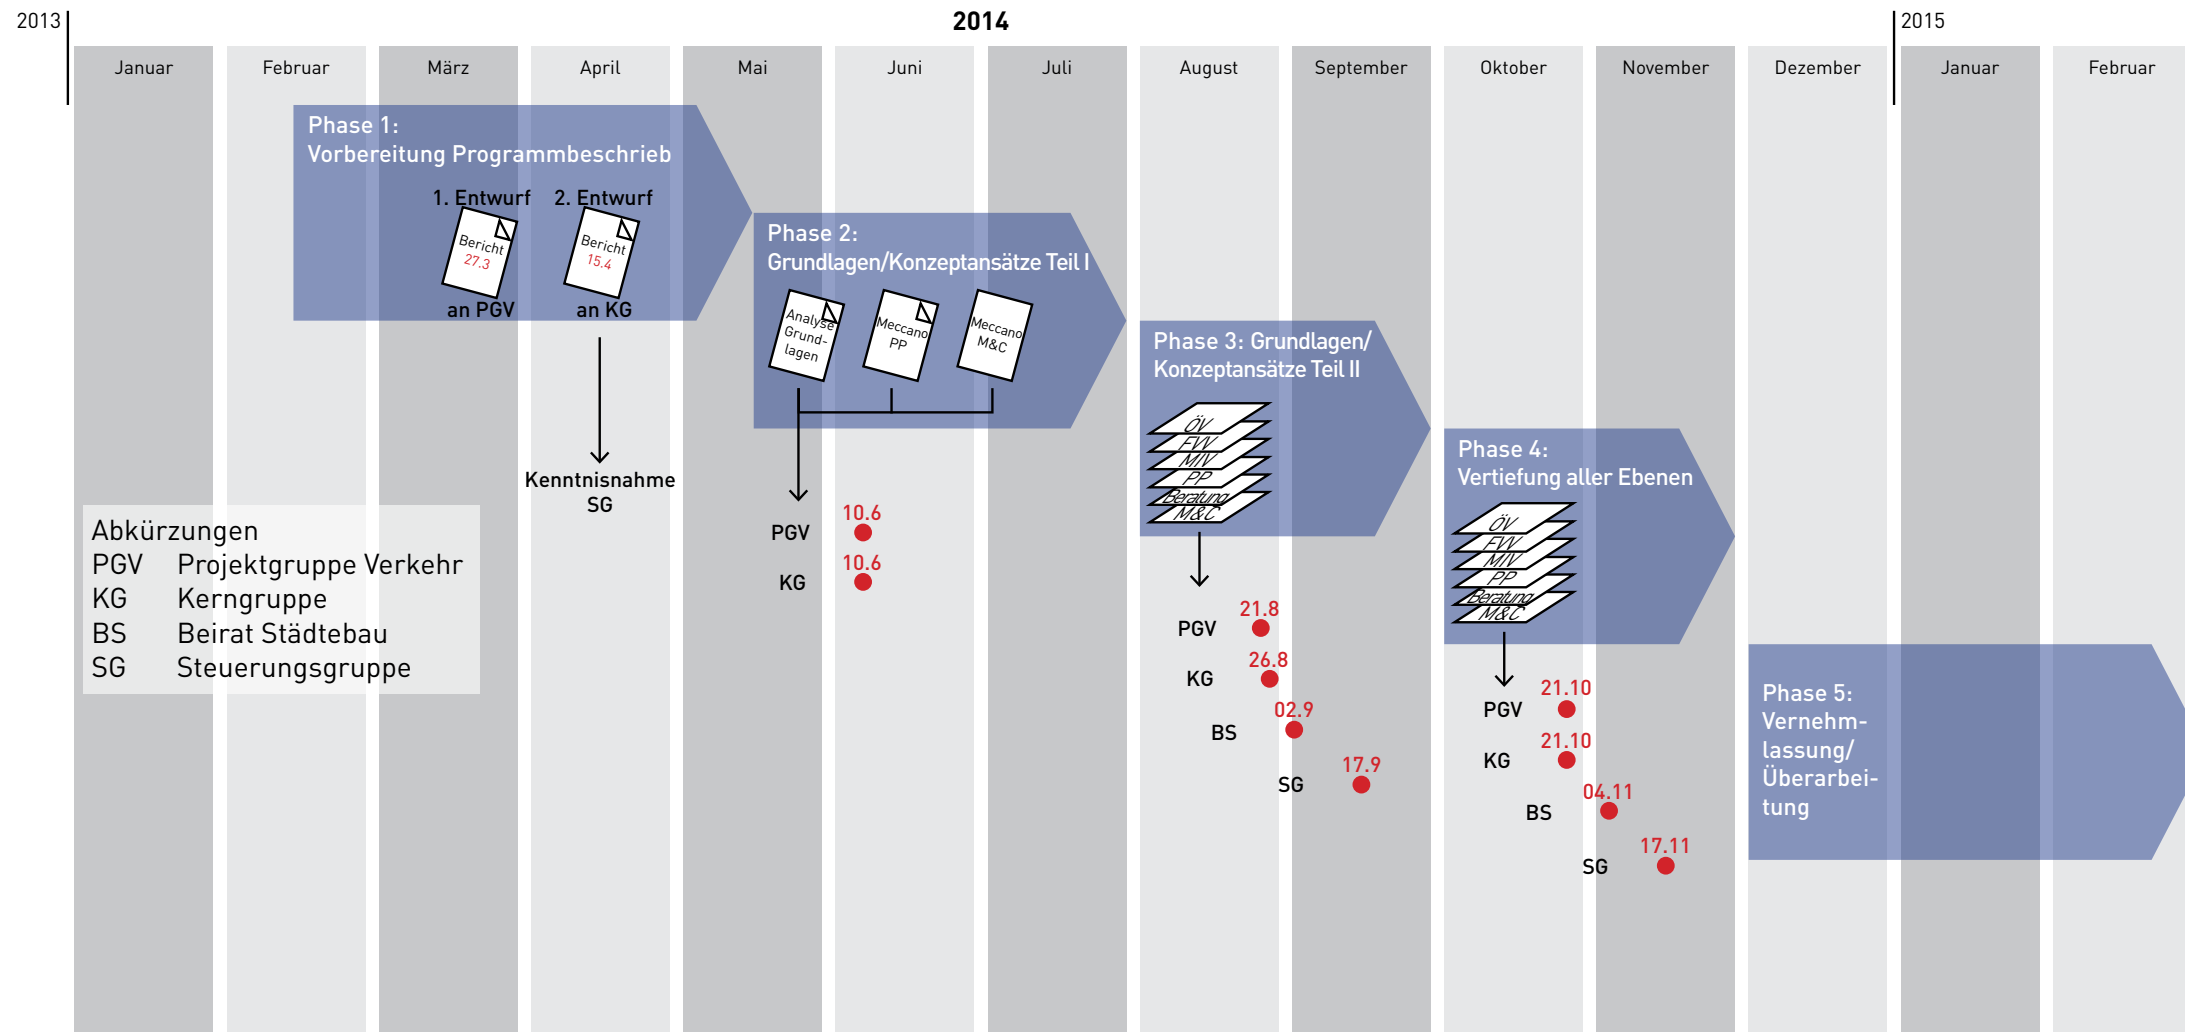 2013
2014
2015
Januar
Februar
März
April
Mai
Juni
Juli
August
September
Oktober
November
Dezember
Januar
Februar
Phase 1:
Vorbereitung Programmbeschrieb
1. Entwurf
2. Entwurf
Bericht
27.3
Bericht
15.4
an PGV
an KG
Kenntnisnahme
SG
Phase 2:
Grundlagen/Konzeptansätze Teil I
Analyse
Grund-
lagen
Meccano
PP
Meccano
M&C
PGV
10.6
KG
10.6
Phase 3: Grundlagen/
Konzeptansätze Teil II
ÖV
FVV
MIV
PP
Beratung
M&C
PGV
21.8
KG
26.8
BS
02.9
SG
17.9
Phase 4:
Vertiefung aller Ebenen
ÖV
FVV
MIV
PP
Beratung
M&C
PGV
21.10
KG
21.10
BS
04.11
SG
17.11
Phase 5:
Vernehm-
lassung/
Überarbei-
tung
Abkürzungen
PGV Projektgruppe Verkehr
KG Kerngruppe
BS Beirat Städtebau
SG Steuerungsgruppe